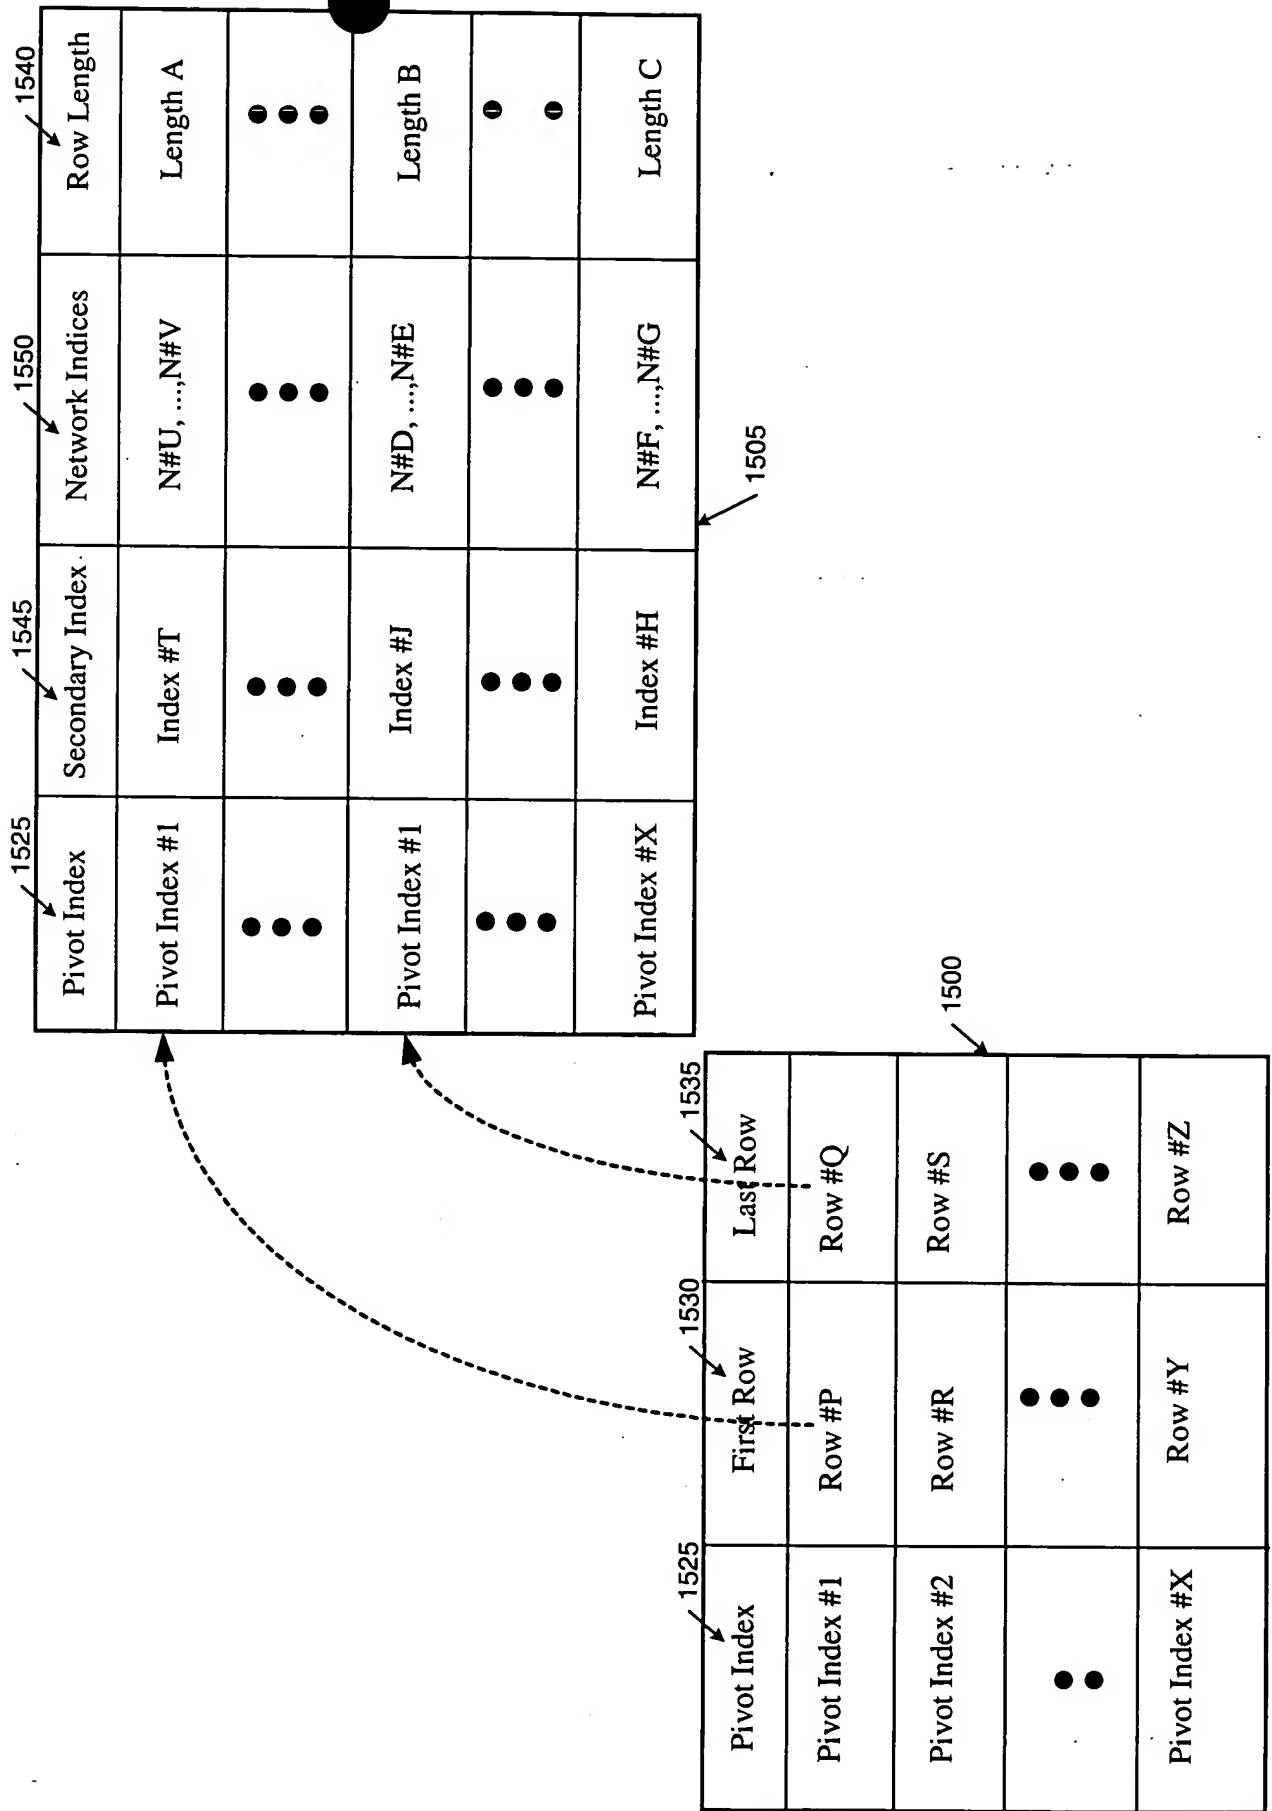 1525 1545 1550 1540
Pivot Index Secondary Index Network Indices Row Length
Pivot Index #1 Index #T N#U, ...,N#V Length A
Pivot Index #1 Index #J N#D, ...,N#E Length B
Pivot Index #X Index #H N#F, ...,N#G Length C
1505
1500
1525 1530 1535
Pivot Index First Row Last Row
Pivot Index #1 Row #P Row #Q
Pivot Index #2 Row #R Row #S
Pivot Index #X Row #Y Row #Z